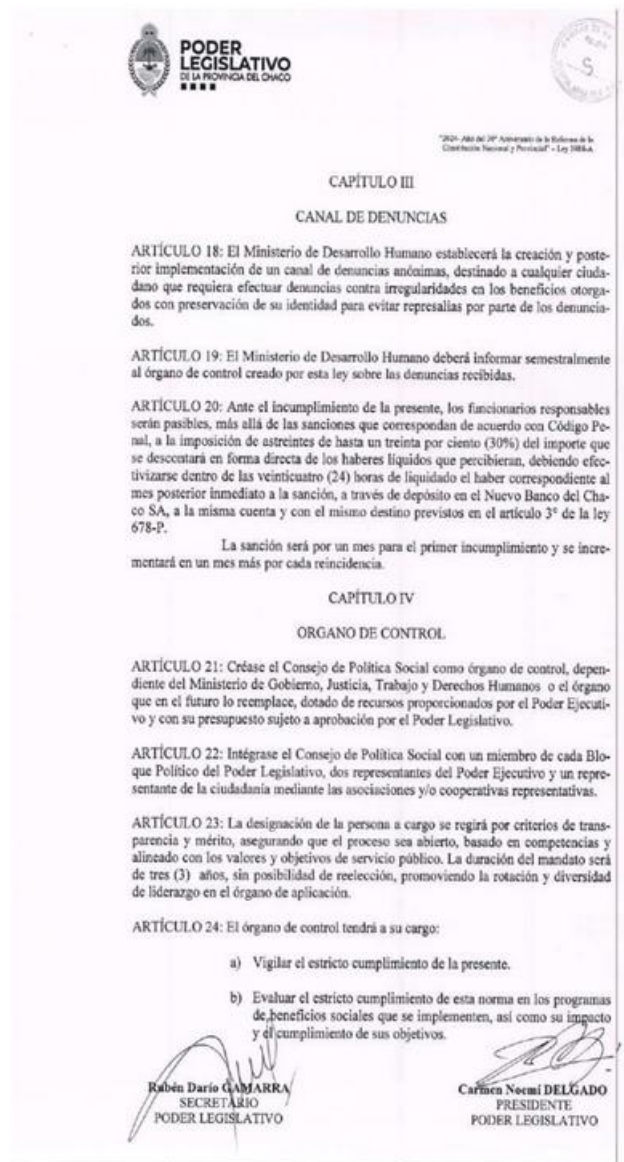 PODER
LEGISLATIVO
DE LA PROVINCIA DEL CHACO
S
"2024- Año del 30° Aniversario de la Reforma de la
Constitución Nacional y Provincial" – Ley
CAPÍTULO III
CANAL DE DENUNCIAS
ARTÍCULO 18: El Ministerio de Desarrollo Humano establecerá la creación y poste-
rior implementación de un canal de denuncias anónimas, destinado a cualquier ciuda-
dano que requiera efectuar denuncias contra irregularidades en los beneficios otorga-
dos con preservación de su identidad para evitar represalias por parte de los denuncia-
dos.
ARTÍCULO 19: El Ministerio de Desarrollo Humano deberá informar semestralmente
al órgano de control creado por esta ley sobre las denuncias recibidas.
ARTÍCULO 20: Ante el incumplimiento de la presente, los funcionarios responsables
serán pasibles, más allá de las sanciones que correspondan de acuerdo con Código Pe-
nal, a la imposición de astreintes de hasta un treinta por ciento (30%) del importe que
se descontará en forma directa de los haberes líquidos que percibieran, debiendo efec-
tivizarse dentro de las veinticuatro (24) horas de liquidado el haber correspondiente al
mes posterior inmediato a la sanción, a través de depósito en el Nuevo Banco del Cha-
co SA, a la misma cuenta y con el mismo destino previstos en el artículo 3° de la ley
678-P.
La sanción será por un mes para el primer incumplimiento y se incre-
mentará en un mes más por cada reincidencia.
CAPÍTULO IV
ORGANO DE CONTROL
ARTÍCULO 21: Créase el Consejo de Política Social como órgano de control, depen-
diente del Ministerio de Gobierno, Justicia, Trabajo y Derechos Humanos o el órgano
que en el futuro lo reemplace, dotado de recursos proporcionados por el Poder Ejecuti-
vo y con su presupuesto sujeto a aprobación por el Poder Legislativo.
ARTÍCULO 22: Intégrase el Consejo de Política Social con un miembro de cada Blo-
que Político del Poder Legislativo, dos representantes del Poder Ejecutivo y un repre-
sentante de la ciudadanía mediante las asociaciones y/o cooperativas representativas.
ARTÍCULO 23: La designación de la persona a cargo se regirá por criterios de trans-
parencia y mérito, asegurando que el proceso sea abierto, basado en competencias y
alineado con los valores y objetivos de servicio público. La duración del mandato será
de tres (3) años, sin posibilidad de reelección, promoviendo la rotación y diversidad
de liderazgo en el órgano de aplicación.
ARTÍCULO 24: El órgano de control tendrá a su cargo:
a) Vigilar el estricto cumplimiento de la presente.
b) Evaluar el estricto cumplimiento de esta norma en los programas
de beneficios sociales que se implementen, así como su impacto
y el cumplimiento de sus objetivos.
Rubén Darío GAMARRA
SECRETARIO
PODER LEGISLATIVO
Carmen Noemí DELGADO
PRESIDENTE
PODER LEGISLATIVO